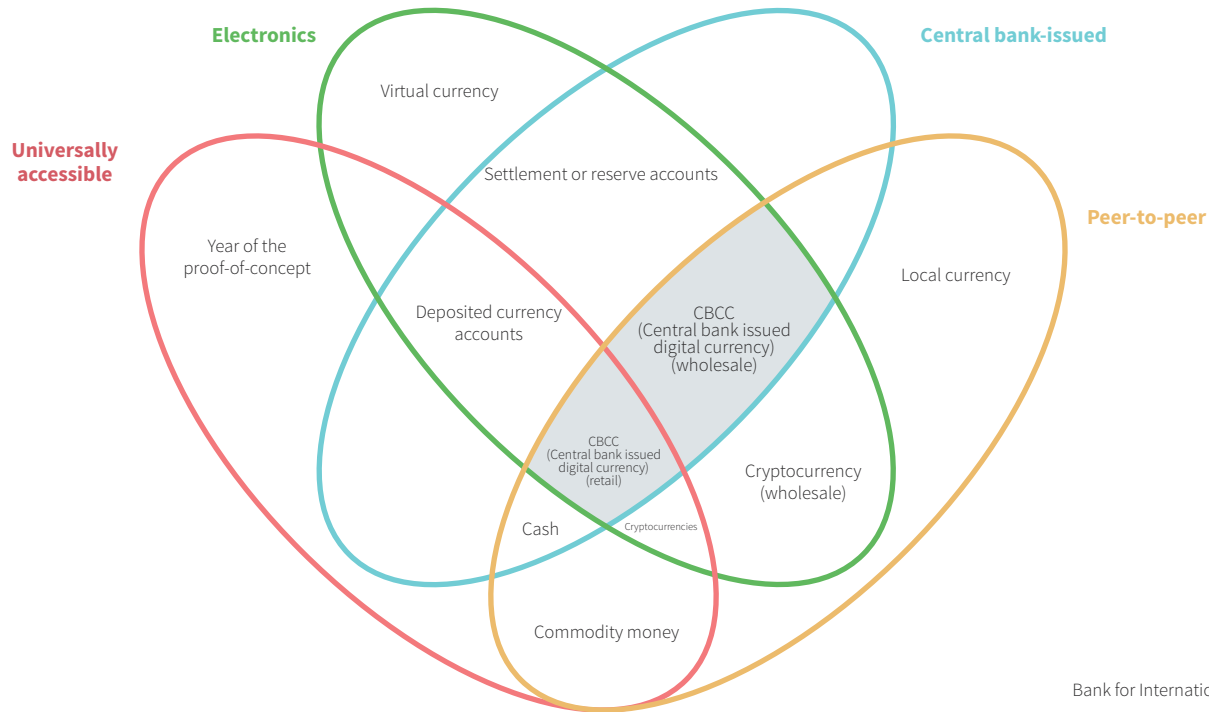 Electronics
Central bank-issued
Virtual currency
Universally
accessible
Settlement or reserve accounts
Peer-to-peer
Year of the
proof-of-concept
Local currency
Deposited currency
accounts
CBCC
(Central bank issued
digital currency)
(wholesale)
CBCC
(Central bank issued
digital currency)
(retail)
Cryptocurrency
(wholesale)
Cash
Cryptocurrencies
Commodity money
Bank for Internatic